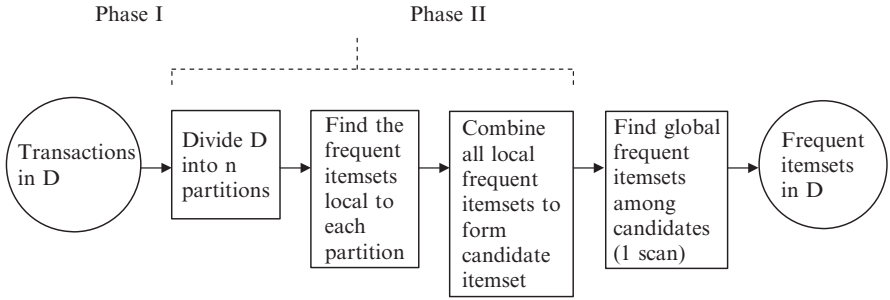 Phase I
Phase II
Transactions
in D
Divide D
into n
partitions
Find the
frequent
itemsets
local to
each
partition
Combine
all local
frequent
itemsets to
form
candidate
itemset
Find global
frequent
itemsets
among
candidates
(1 scan)
Frequent
itemsets
in D